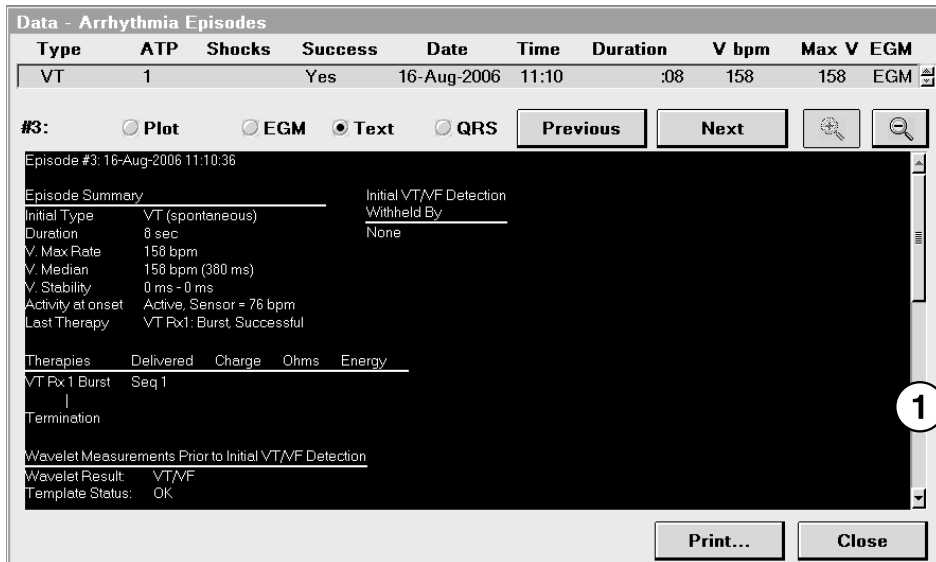 Data - Arrhythmia Episodes
Type ATP Shocks Success Date Time Duration V bpm Max V EGM
VT 1 Yes 16-Aug-2006 11:10 :08 158 158 EGM
#3: Plot EGM Text QRS Previous Next
Episode #3: 16-Aug-2006 11:10:36
Episode Summary
Initial Type VT (spontaneous)
Duration 8 sec
V. Max Rate 158 bpm
V. Median 158 bpm (380 ms)
V. Stability 0 ms - 0 ms
Activity at onset Active, Sensor = 76 bpm
Last Therapy VT Rx1: Burst, Successful
Initial VT/VF Detection
Withheld By
None
Therapies Delivered Charge Ohms Energy
VT Rx 1 Burst Seq 1
Termination
1
Wavelet Measurements Prior to Initial VT/VF Detection
Wavelet Result: VT/VF
Template Status: OK
Print... Close